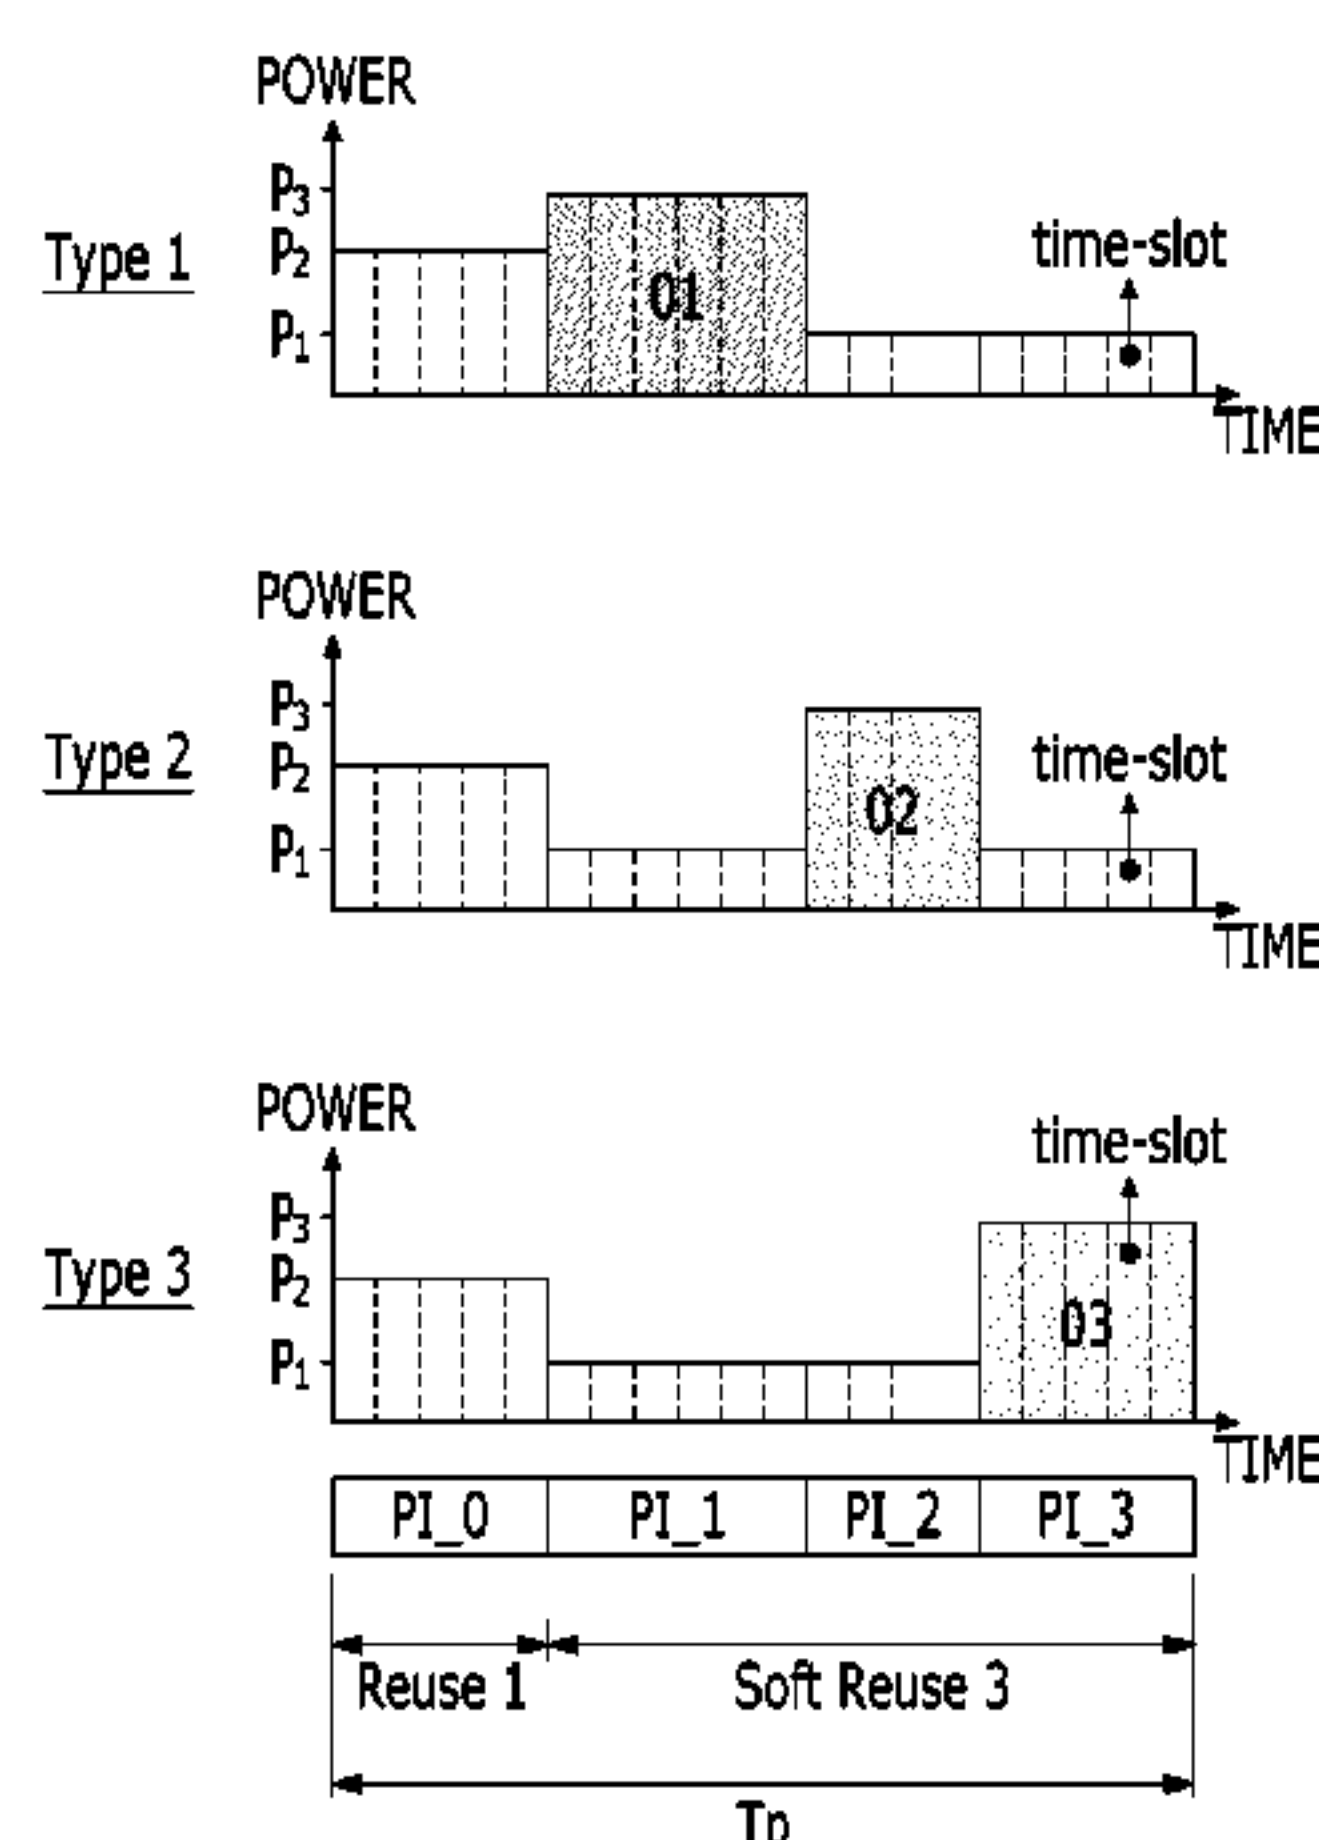 POWER
P3
Type 1
P2
time-slot
01
P1
TIME
POWER
P3
Type 2
P2
time-slot
02
P1
TIME
POWER
time-slot
P3
Type 3
P2
03
P1
TIME
PI_0 PI_1 PI_2 PI_3
Reuse 1 Soft Reuse 3
Tp